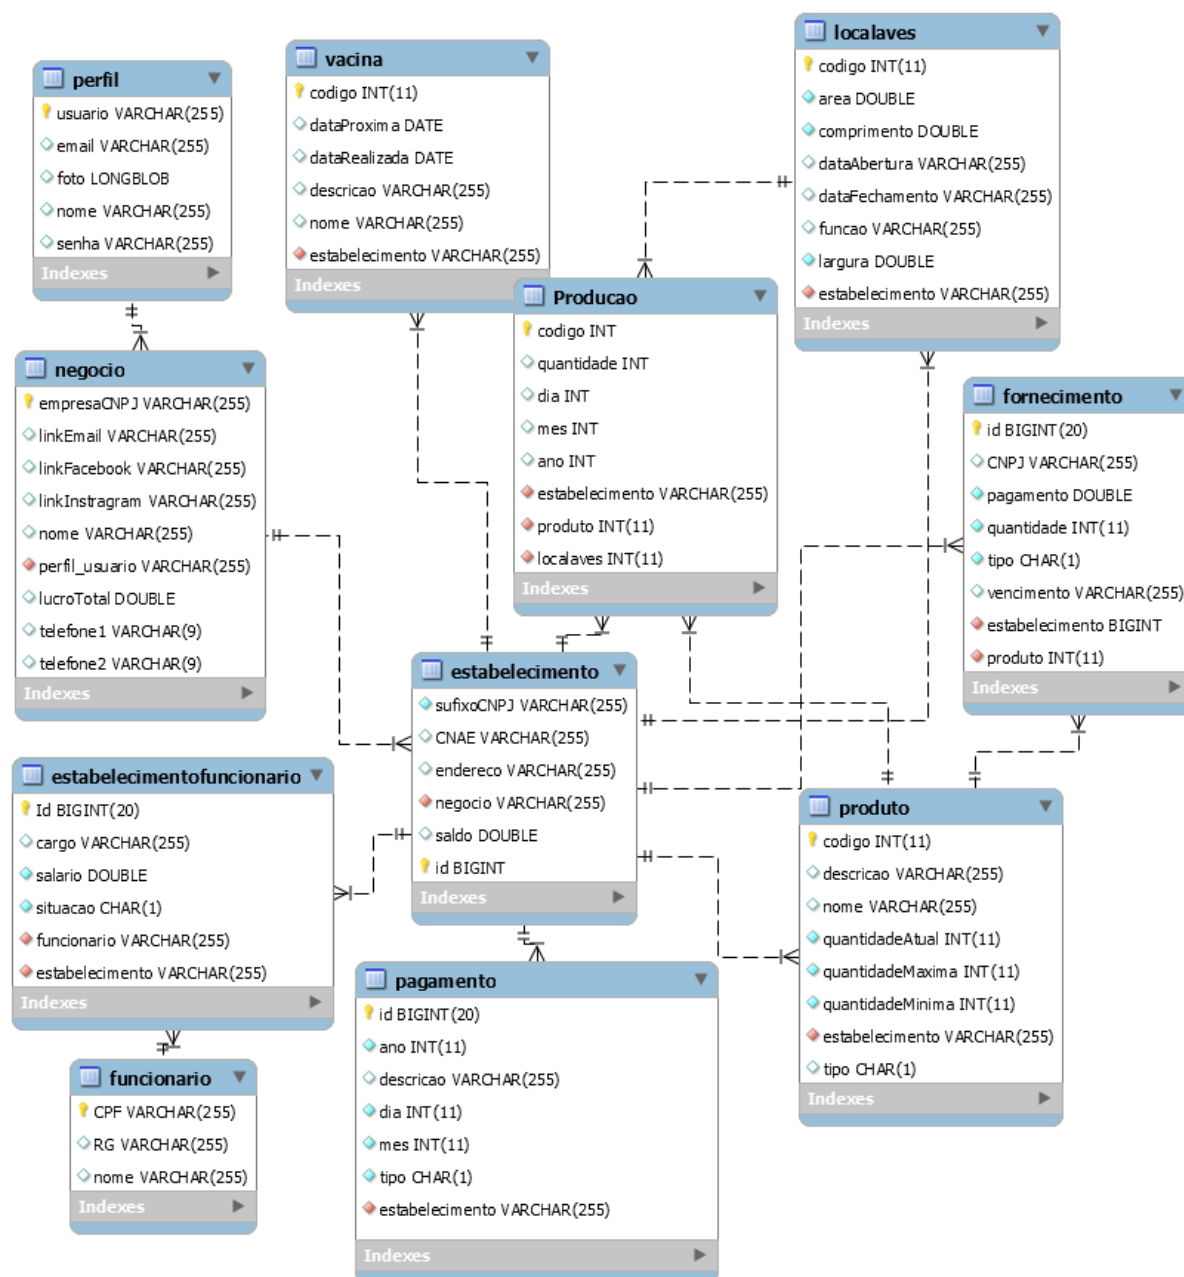 perfil
usuario VARCHAR(255)
email VARCHAR(255)
foto LONGBLOB
nome VARCHAR(255)
senha VARCHAR(255)
Indexes
vacina
codigo INT(11)
dataProxima DATE
dataRealizada DATE
descricao VARCHAR(255)
nome VARCHAR(255)
estabelecimento VARCHAR(255)
Indexes
localaves
codigo INT(11)
area DOUBLE
comprimento DOUBLE
dataAbertura VARCHAR(255)
dataFechamento VARCHAR(255)
funcao VARCHAR(255)
largura DOUBLE
estabelecimento VARCHAR(255)
Indexes
Producao
codigo INT
quantidade INT
dia INT
mes INT
ano INT
estabelecimento VARCHAR(255)
produto INT(11)
localaves INT(11)
Indexes
negocio
empresaCNPJ VARCHAR(255)
linkEmail VARCHAR(255)
linkFacebook VARCHAR(255)
linkInstragram VARCHAR(255)
nome VARCHAR(255)
perfil_usuario VARCHAR(255)
lucroTotal DOUBLE
telefone1 VARCHAR(9)
telefone2 VARCHAR(9)
Indexes
fornecimento
id BIGINT(20)
CNPJ VARCHAR(255)
pagamento DOUBLE
quantidade INT(11)
tipo CHAR(1)
vencimento VARCHAR(255)
estabelecimento BIGINT
produto INT(11)
Indexes
estabelecimento
sufixoCNPJ VARCHAR(255)
CNAE VARCHAR(255)
endereco VARCHAR(255)
negocio VARCHAR(255)
saldo DOUBLE
id BIGINT
Indexes
estabelecimentofuncionario
Id BIGINT(20)
cargo VARCHAR(255)
salario DOUBLE
situacao CHAR(1)
funcionario VARCHAR(255)
estabelecimento VARCHAR(255)
Indexes
produto
codigo INT(11)
descricao VARCHAR(255)
nome VARCHAR(255)
quantidadeAtual INT(11)
quantidadeMaxima INT(11)
quantidadeMinima INT(11)
estabelecimento VARCHAR(255)
tipo CHAR(1)
Indexes
pagamento
id BIGINT(20)
ano INT(11)
descricao VARCHAR(255)
dia INT(11)
mes INT(11)
tipo CHAR(1)
estabelecimento VARCHAR(255)
Indexes
funcionario
CPF VARCHAR(255)
RG VARCHAR(255)
nome VARCHAR(255)
Indexes